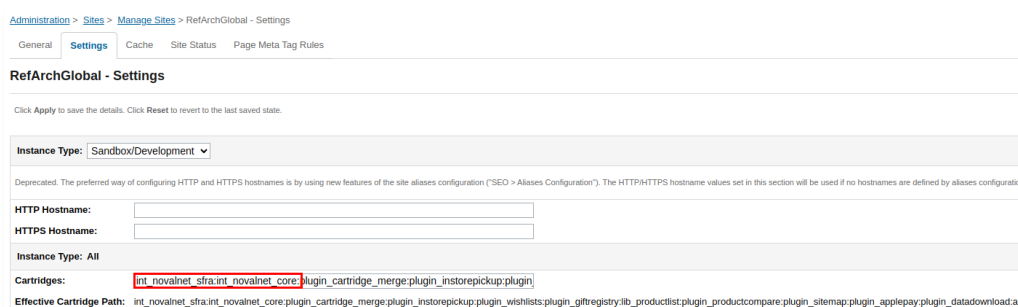 Administration > Sites > Manage Sites > RefArchGlobal - Settings
General Settings Cache Site Status Page Meta Tag Rules
RefArchGlobal - Settings
Click Apply to save the details. Click Reset to revert to the last saved state.
Instance Type: Sandbox/Development
Deprecated. The preferred way of configuring HTTP and HTTPS hostnames is by using new features of the site aliases configuration ("SEO > Aliases Configuration"). The HTTP/HTTPS hostname values set in this section will be used if no hostnames are defined by aliases configurati
HTTP Hostname:
HTTPS Hostname:
Instance Type: All
Cartridges: int_novalnet_sfra:int_novalnet_core:plugin_cartridge_merge:plugin_instorepickup:plugin_
Effective Cartridge Path: int_novalnet_sfra:int_novalnet_core:plugin_cartridge_merge:plugin_instorepickup:plugin_wishlists:plugin_giftregistry:lib_productlist:plugin_productcompare:plugin_sitemap:plugin_applepay:plugin_datadownload:a